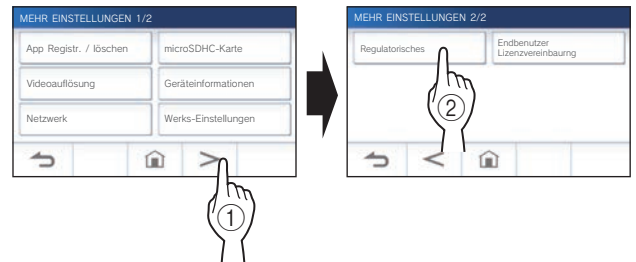 MEHR EINSTELLUNGEN 1/2
App Registr. / löschen
microSDHC-Karte
Videoauflösung
Geräteinformationen
Netzwerk
Werks-Einstellungen
1
MEHR EINSTELLUNGEN 2/2
Regulatorisches
Endbenutzer
Lizenzvereinbaurng
2